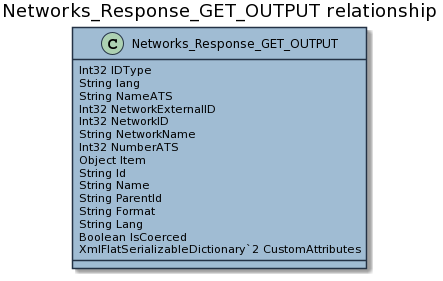 Networks_Response_GET_OUTPUT relationship
C Networks_Response_GET_OUTPUT
Int32 IDType
String lang
String NameATS
Int32 NetworkExternalID
Int32 NetworkID
String NetworkName
Int32 NumberATS
Object Item
String Id
String Name
String ParentId
String Format
String Lang
Boolean IsCoerced
XmlFlatSerializableDictionary`2 CustomAttributes